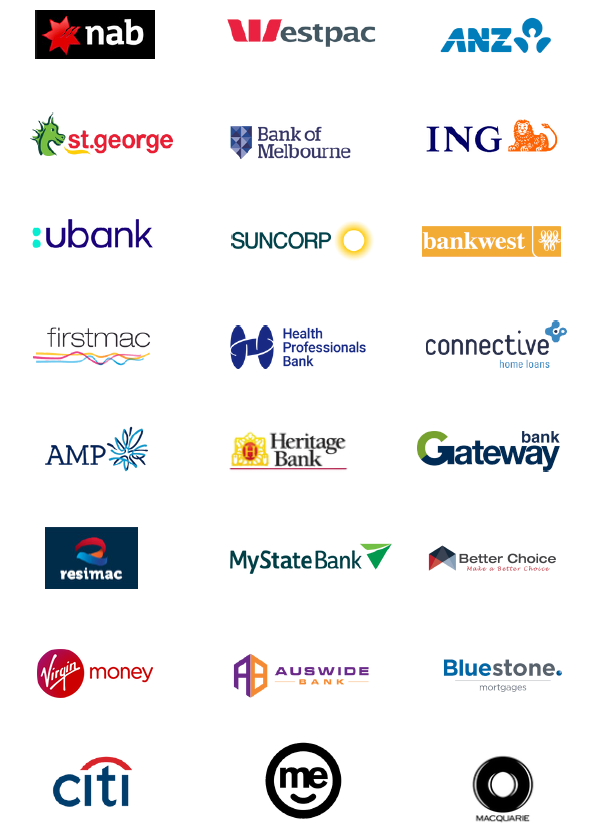 nab
Westpac
ANZ
st.george
Bank of
Melbourne
ING
ubank
SUNCORP
bankwest
firstmac
Health
Professionals
Bank
connective
home loans
AMP
Heritage
Bank
bank
Gateway
resimac
MyState Bank
Better Choice
Make a Better Choice
Virgin money
AUSWIDE
BANK
Bluestone.
mortgages
citi
me
MACQUARIE